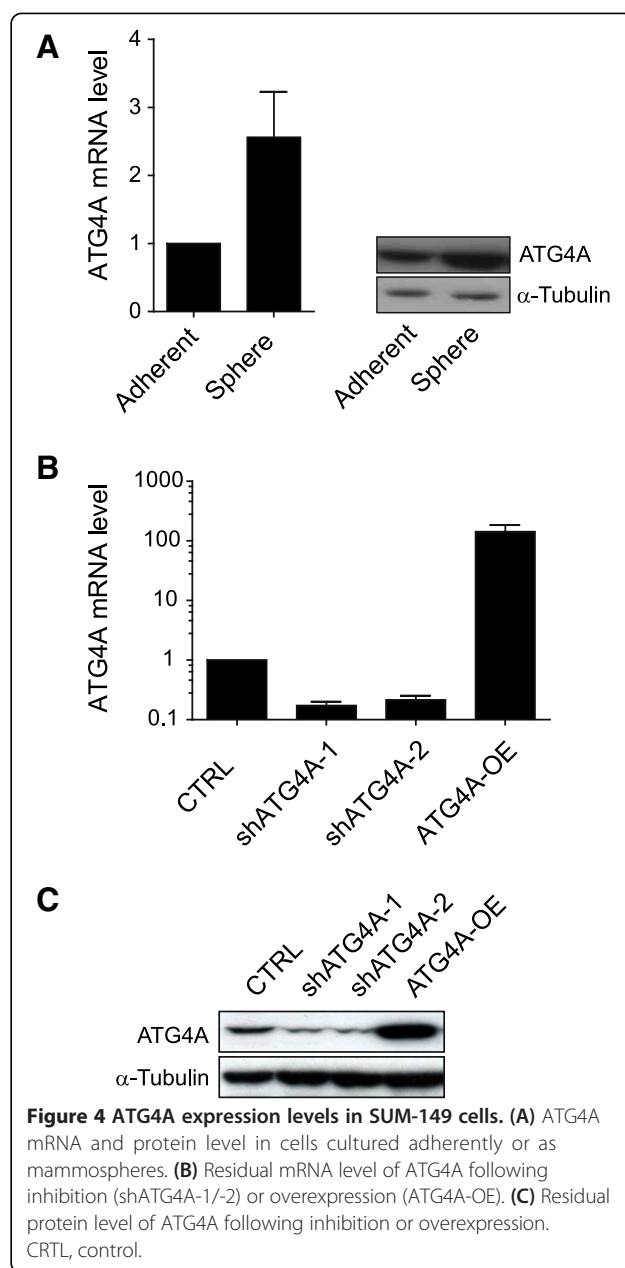 A
ATG4A mRNA level
4
3
2
1
0
Adherent
Sphere
ATG4A
α-Tubulin
Adherent
Sphere
B
ATG4A mRNA level
1000
100
10
1
0.1
CTRL
shATG4A-1
shATG4A-2
ATG4A-OE
C
CTRL
shATG4A-1
shATG4A-2
ATG4A-OE
ATG4A
α-Tubulin
Figure 4 ATG4A expression levels in SUM-149 cells. (A) ATG4A
mRNA and protein level in cells cultured adherently or as
mammospheres. (B) Residual mRNA level of ATG4A following
inhibition (shATG4A-1/-2) or overexpression (ATG4A-OE). (C) Residual
protein level of ATG4A following inhibition or overexpression.
CRTL, control.